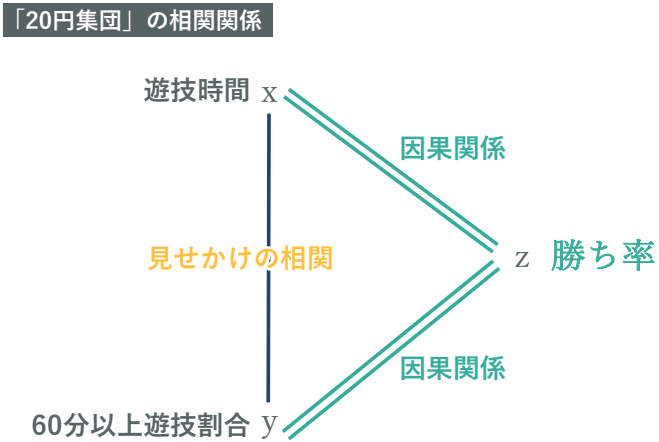 「20円集団」の相関関係
遊技時間 x
因果関係
見せかけの相関
z 勝ち率
因果関係
60分以上遊技割合 y